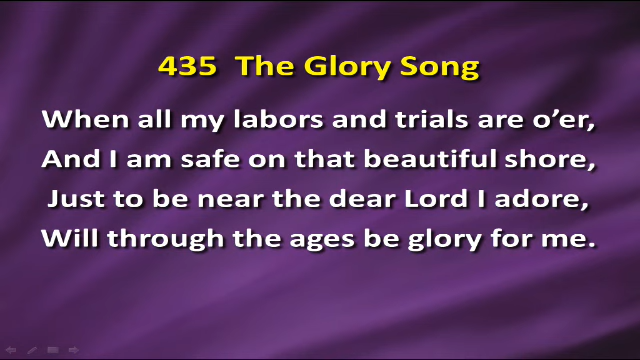 435 The Glory Song
When all my labors and trials are o’er,
And I am safe on that beautiful shore,
Just to be near the dear Lord I adore,
Will through the ages be glory for me.